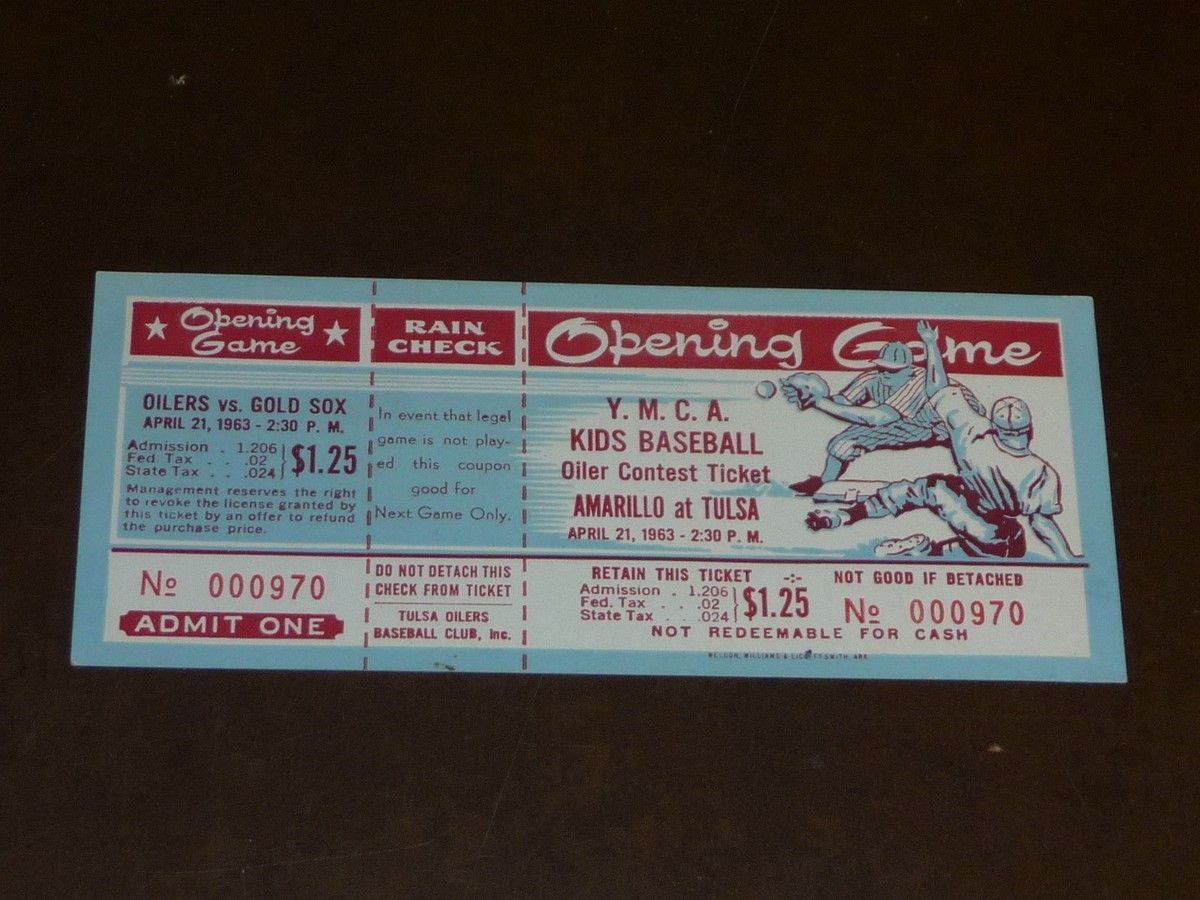 Opening
Game
OILERS vs. GOLD SOX
APRIL 21, 1963 - 2:30 P. M.
Admission . 1.206
Fed. Tax . . .02
State Tax . . .024
$1.25
Management reserves the right
to revoke the license granted by
this ticket by an offer to refund
the purchase price.
No 000970
ADMIT ONE
RAIN
CHECK
In event that legal
game is not play-
ed this coupon
good for
Next Game Only.
DO NOT DETACH THIS
CHECK FROM TICKET
TULSA OILERS
BASEBALL CLUB, Inc.
Opening Game
Y. M. C. A.
KIDS BASEBALL
Oiler Contest Ticket
AMARILLO at TULSA
APRIL 21, 1963 - 2:30 P. M.
RETAIN THIS TICKET -:- NOT GOOD IF DETACHED
Admission . 1.206
Fed. Tax . . .02
State Tax . . .024
$1.25
No 000970
NOT REDEEMABLE FOR CASH
WELDON, WILLIAMS & LICK, FT. SMITH, ARK.